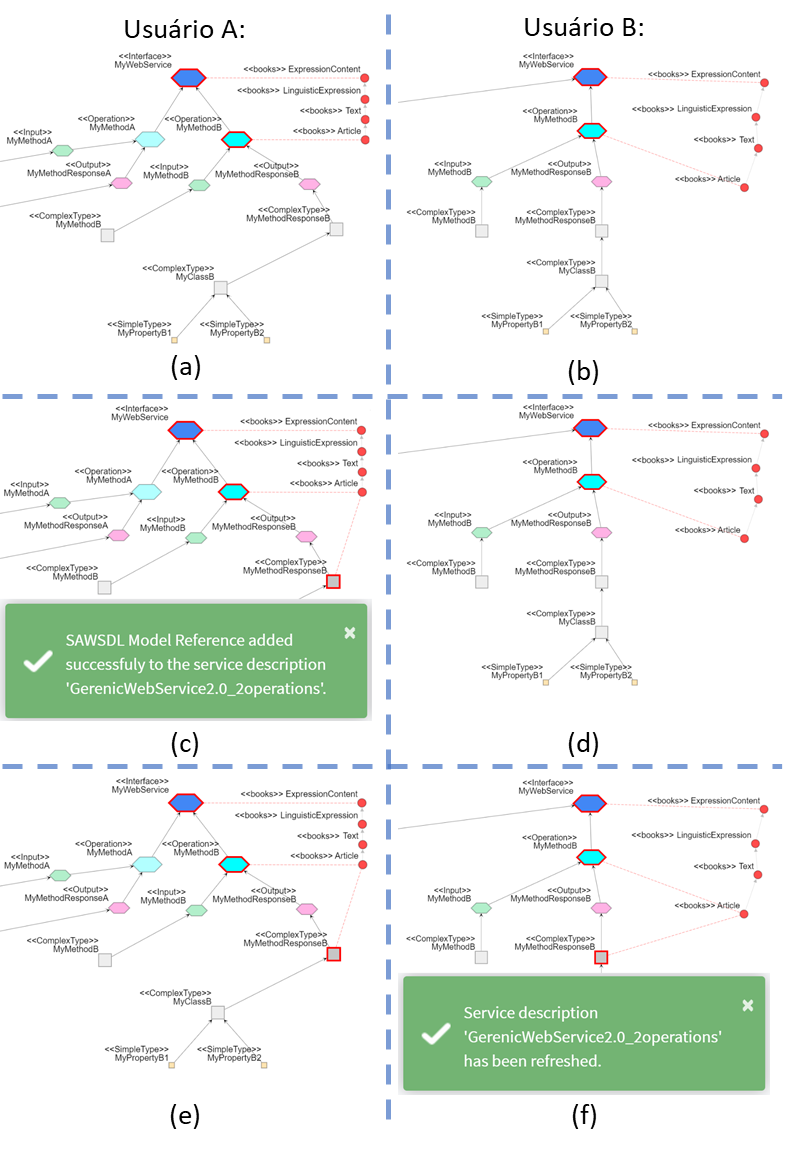 Usuário A:
Usuário B:
<<Interface>>
MyWebService
<<books>> ExpressionContent
<<books>> LinguisticExpression
<<books>> Text
<<books>> Article
<<Input>>
MyMethodA
<<Operation>>
MyMethodA
<<Operation>>
MyMethodB
<<Output>>
MyMethodResponseA
<<Input>>
MyMethodB
<<Output>>
MyMethodResponseB
<<ComplexType>>
MyMethodB
<<ComplexType>>
MyMethodResponseB
<<ComplexType>>
MyClassB
<<SimpleType>>
MyPropertyB1
<<SimpleType>>
MyPropertyB2
(a)
<<Interface>>
MyWebService
<<books>> ExpressionContent
<<Operation>>
MyMethodB
<<books>> LinguisticExpression
<<books>> Text
<<Input>>
MyMethodB
<<Output>>
MyMethodResponseB
<<books>> Article
<<ComplexType>>
MyMethodB
<<ComplexType>>
MyMethodResponseB
<<ComplexType>>
MyClassB
<<SimpleType>>
MyPropertyB1
<<SimpleType>>
MyPropertyB2
(b)
<<Interface>>
MyWebService
<<books>> ExpressionContent
<<books>> LinguisticExpression
<<books>> Text
<<books>> Article
<<Input>>
MyMethodA
<<Operation>>
MyMethodA
<<Operation>>
MyMethodB
<<Output>>
MyMethodResponseA
<<Input>>
MyMethodB
<<Output>>
MyMethodResponseB
<<ComplexType>>
MyMethodB
<<ComplexType>>
MyMethodResponseB
SAWSDL Model Reference added
successfuly to the service description
'GerenicWebService2.0_2operations'.
(c)
<<Interface>>
MyWebService
<<books>> ExpressionContent
<<Operation>>
MyMethodB
<<books>> LinguisticExpression
<<books>> Text
<<Input>>
MyMethodB
<<Output>>
MyMethodResponseB
<<books>> Article
<<ComplexType>>
MyMethodB
<<ComplexType>>
MyMethodResponseB
<<ComplexType>>
MyClassB
<<SimpleType>>
MyPropertyB1
<<SimpleType>>
MyPropertyB2
(d)
<<Interface>>
MyWebService
<<books>> ExpressionContent
<<books>> LinguisticExpression
<<books>> Text
<<books>> Article
<<Input>>
MyMethodA
<<Operation>>
MyMethodA
<<Operation>>
MyMethodB
<<Output>>
MyMethodResponseA
<<Input>>
MyMethodB
<<Output>>
MyMethodResponseB
<<ComplexType>>
MyMethodB
<<ComplexType>>
MyMethodResponseB
<<ComplexType>>
MyClassB
<<SimpleType>>
MyPropertyB1
<<SimpleType>>
MyPropertyB2
(e)
<<Interface>>
MyWebService
<<books>> ExpressionContent
<<Operation>>
MyMethodB
<<books>> LinguisticExpression
<<books>> Text
<<Input>>
MyMethodB
<<Output>>
MyMethodResponseB
<<books>> Article
<<ComplexType>>
MyMethodB
<<ComplexType>>
MyMethodResponseB
Service description
'GerenicWebService2.0_2operations'
has been refreshed.
(f)